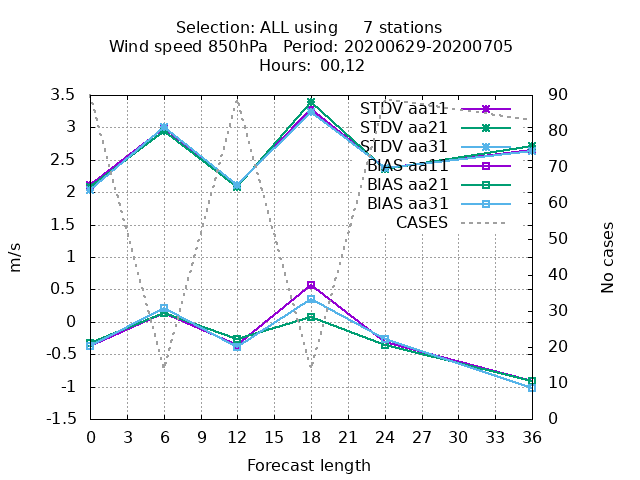 Selection: ALL using     7 stations
Wind speed 850hPa   Period: 20200629-20200705
Hours: 00,12
3.5
3
2.5
2
1.5
1
0.5
0
-0.5
-1
-1.5
m/s
STDV aa11
STDV aa21
STDV aa31
BIAS aa11
BIAS aa21
BIAS aa31
CASES
90
80
70
60
50
40
30
20
10
0
No cases
0 3 6 9 12 15 18 21 24 27 30 33 36
Forecast length